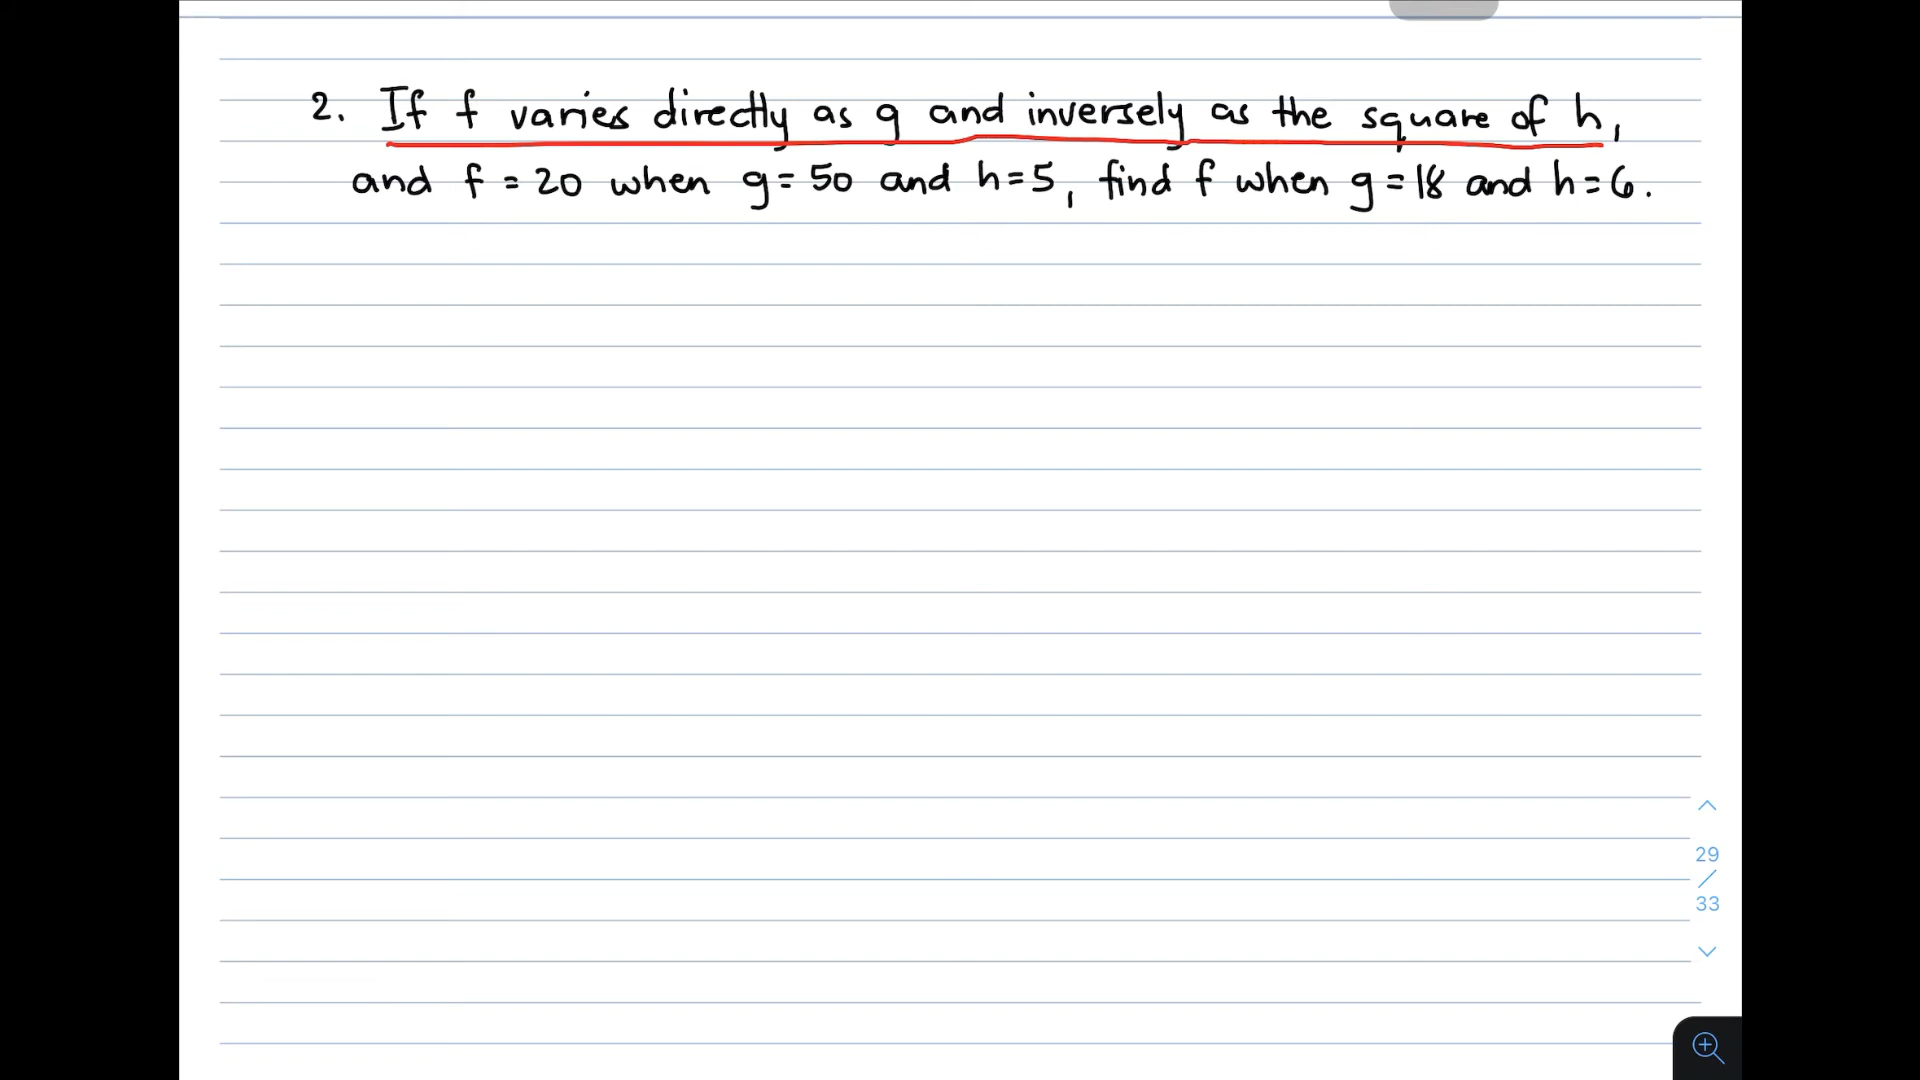 2. If f varies directly as g and inversely as the square of h,
and f = 20 when g = 50 and h = 5, find f when g = 18 and h = 6.
29
/
33